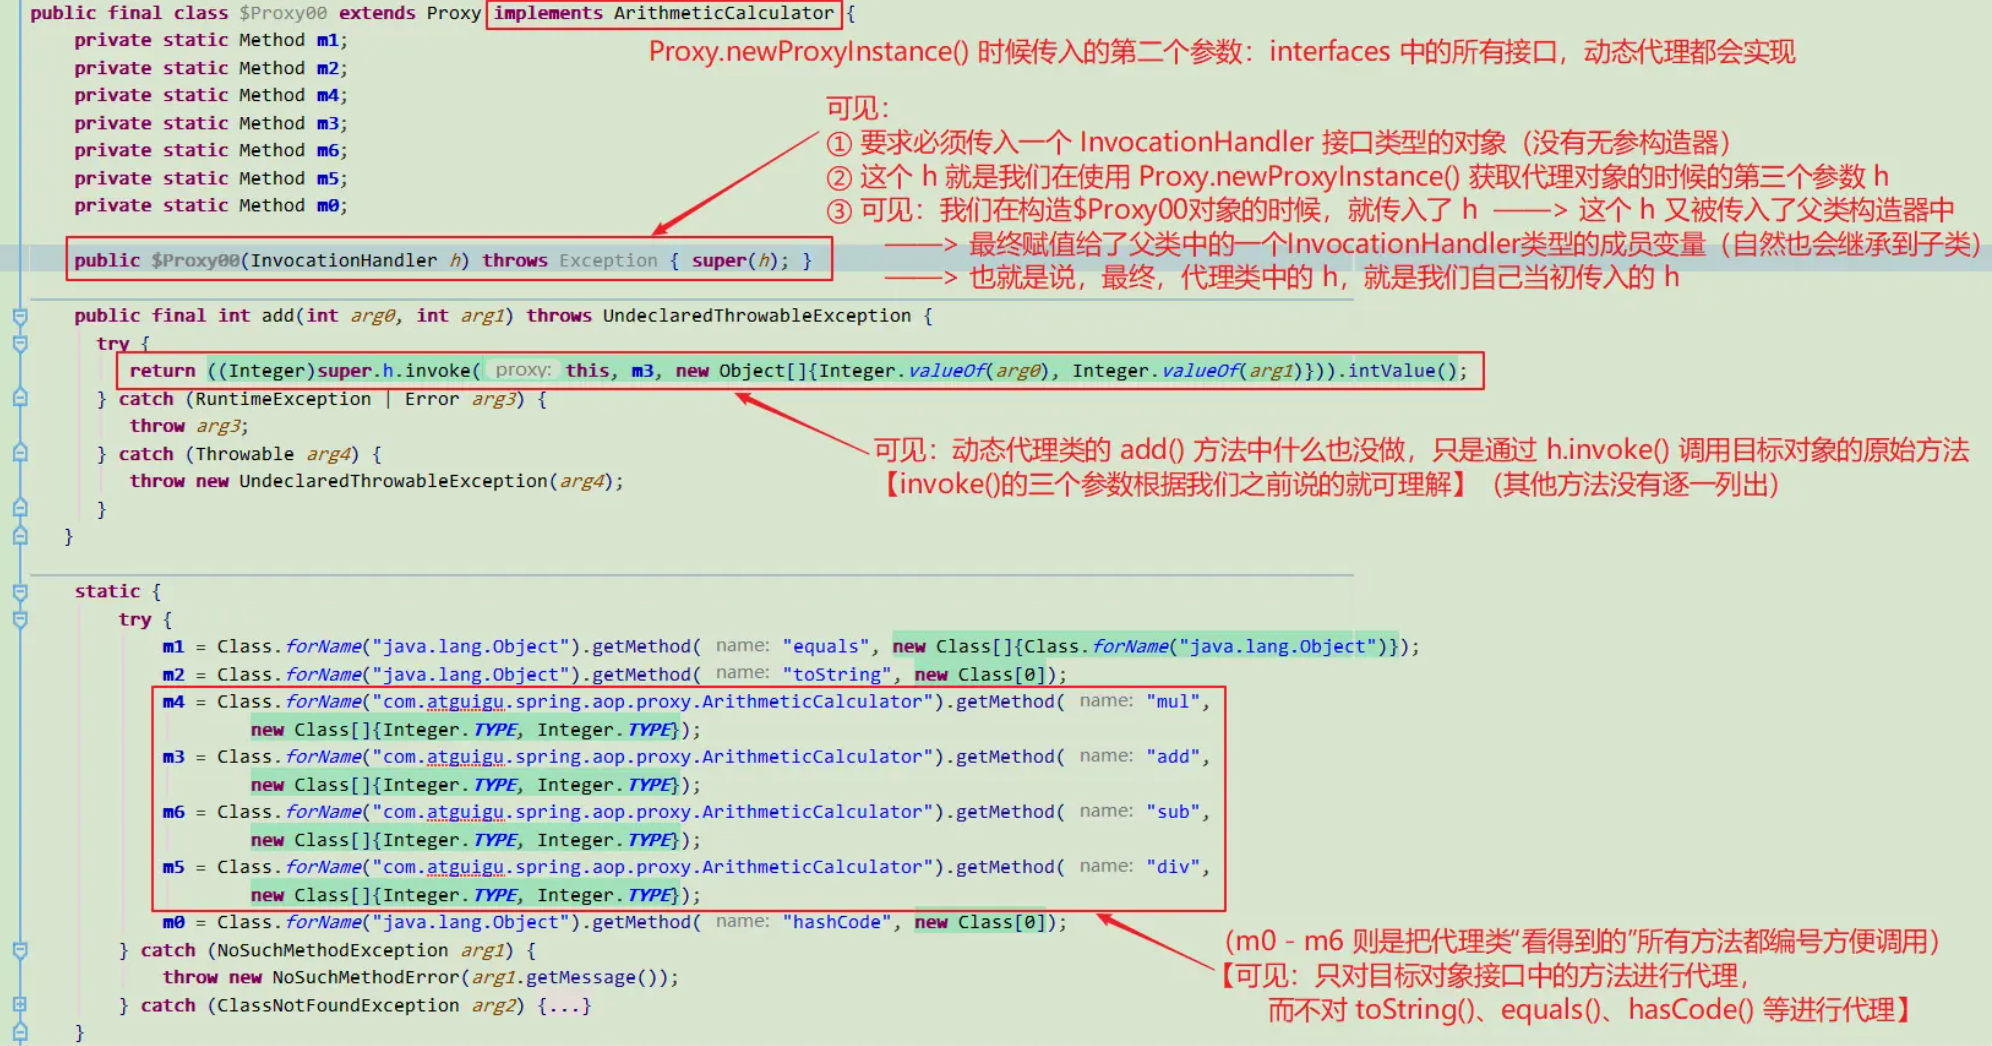 public final class $Proxy00 extends Proxy implements ArithmeticCalculator {
private static Method m1;
Proxy.newProxyInstance() 时候传入的第二个参数：interfaces 中的所有接口，动态代理都会实现
private static Method m2;
private static Method m4;
可见：
private static Method m3;
① 要求必须传入一个 InvocationHandler 接口类型的对象（没有无参构造器）
private static Method m6;
② 这个 h 就是我们在使用 Proxy.newProxyInstance() 获取代理对象的时候的第三个参数 h
private static Method m5;
③ 可见：我们在构造$Proxy00对象的时候，就传入了 h ——> 这个 h 又被传入了父类构造器中
private static Method m0;
——> 最终赋值给了父类中的一个InvocationHandler类型的成员变量（自然也会继承到子类）
public $Proxy00(InvocationHandler h) throws Exception { super(h); }
——> 也就是说，最终，代理类中的 h，就是我们自己当初传入的 h
public final int add(int arg0, int arg1) throws UndeclaredThrowableException {
try {
return ((Integer)super.h.invoke( proxy: this, m3, new Object[]{Integer.valueOf(arg0), Integer.valueOf(arg1)})).intValue();
} catch (RuntimeException | Error arg3) {
throw arg3;
可见：动态代理类的 add() 方法中什么也没做，只是通过 h.invoke() 调用目标对象的原始方法
} catch (Throwable arg4) {
throw new UndeclaredThrowableException(arg4);
【invoke()的三个参数根据我们之前说的就可理解】（其他方法没有逐一列出）
}
}
static {
try {
m1 = Class.forName("java.lang.Object").getMethod( name: "equals", new Class[]{Class.forName("java.lang.Object")});
m2 = Class.forName("java.lang.Object").getMethod( name: "toString", new Class[0]);
m4 = Class.forName("com.atguigu.spring.aop.proxy.ArithmeticCalculator").getMethod( name: "mul",
new Class[]{Integer.TYPE, Integer.TYPE});
m3 = Class.forName("com.atguigu.spring.aop.proxy.ArithmeticCalculator").getMethod( name: "add",
new Class[]{Integer.TYPE, Integer.TYPE});
m6 = Class.forName("com.atguigu.spring.aop.proxy.ArithmeticCalculator").getMethod( name: "sub",
new Class[]{Integer.TYPE, Integer.TYPE});
m5 = Class.forName("com.atguigu.spring.aop.proxy.ArithmeticCalculator").getMethod( name: "div",
new Class[]{Integer.TYPE, Integer.TYPE});
m0 = Class.forName("java.lang.Object").getMethod( name: "hashCode", new Class[0]);
（m0 - m6 则是把代理类“看得到的”所有方法都编号方便调用）
} catch (NoSuchMethodException arg1) {
throw new NoSuchMethodError(arg1.getMessage());
【可见：只对目标对象接口中的方法进行代理，
} catch (ClassNotFoundException arg2) {...}
而不对 toString()、equals()、hasCode() 等进行代理】
}